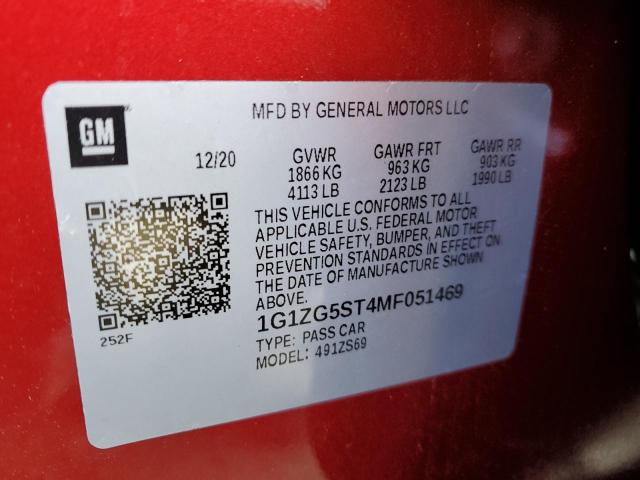 GM
MFD BY GENERAL MOTORS LLC
12/20
GVWR
1866 KG
4113 LB
GAWR FRT
963 KG
2123 LB
GAWR RR
903 KG
1990 LB
THIS VEHICLE CONFORMS TO ALL
APPLICABLE U.S. FEDERAL MOTOR
VEHICLE SAFETY, BUMPER, AND THEFT
PREVENTION STANDARDS IN EFFECT ON
THE DATE OF MANUFACTURE SHOWN
ABOVE.
1G1ZG5ST4MF051469
TYPE: PASS CAR
MODEL: 491ZS69
252F